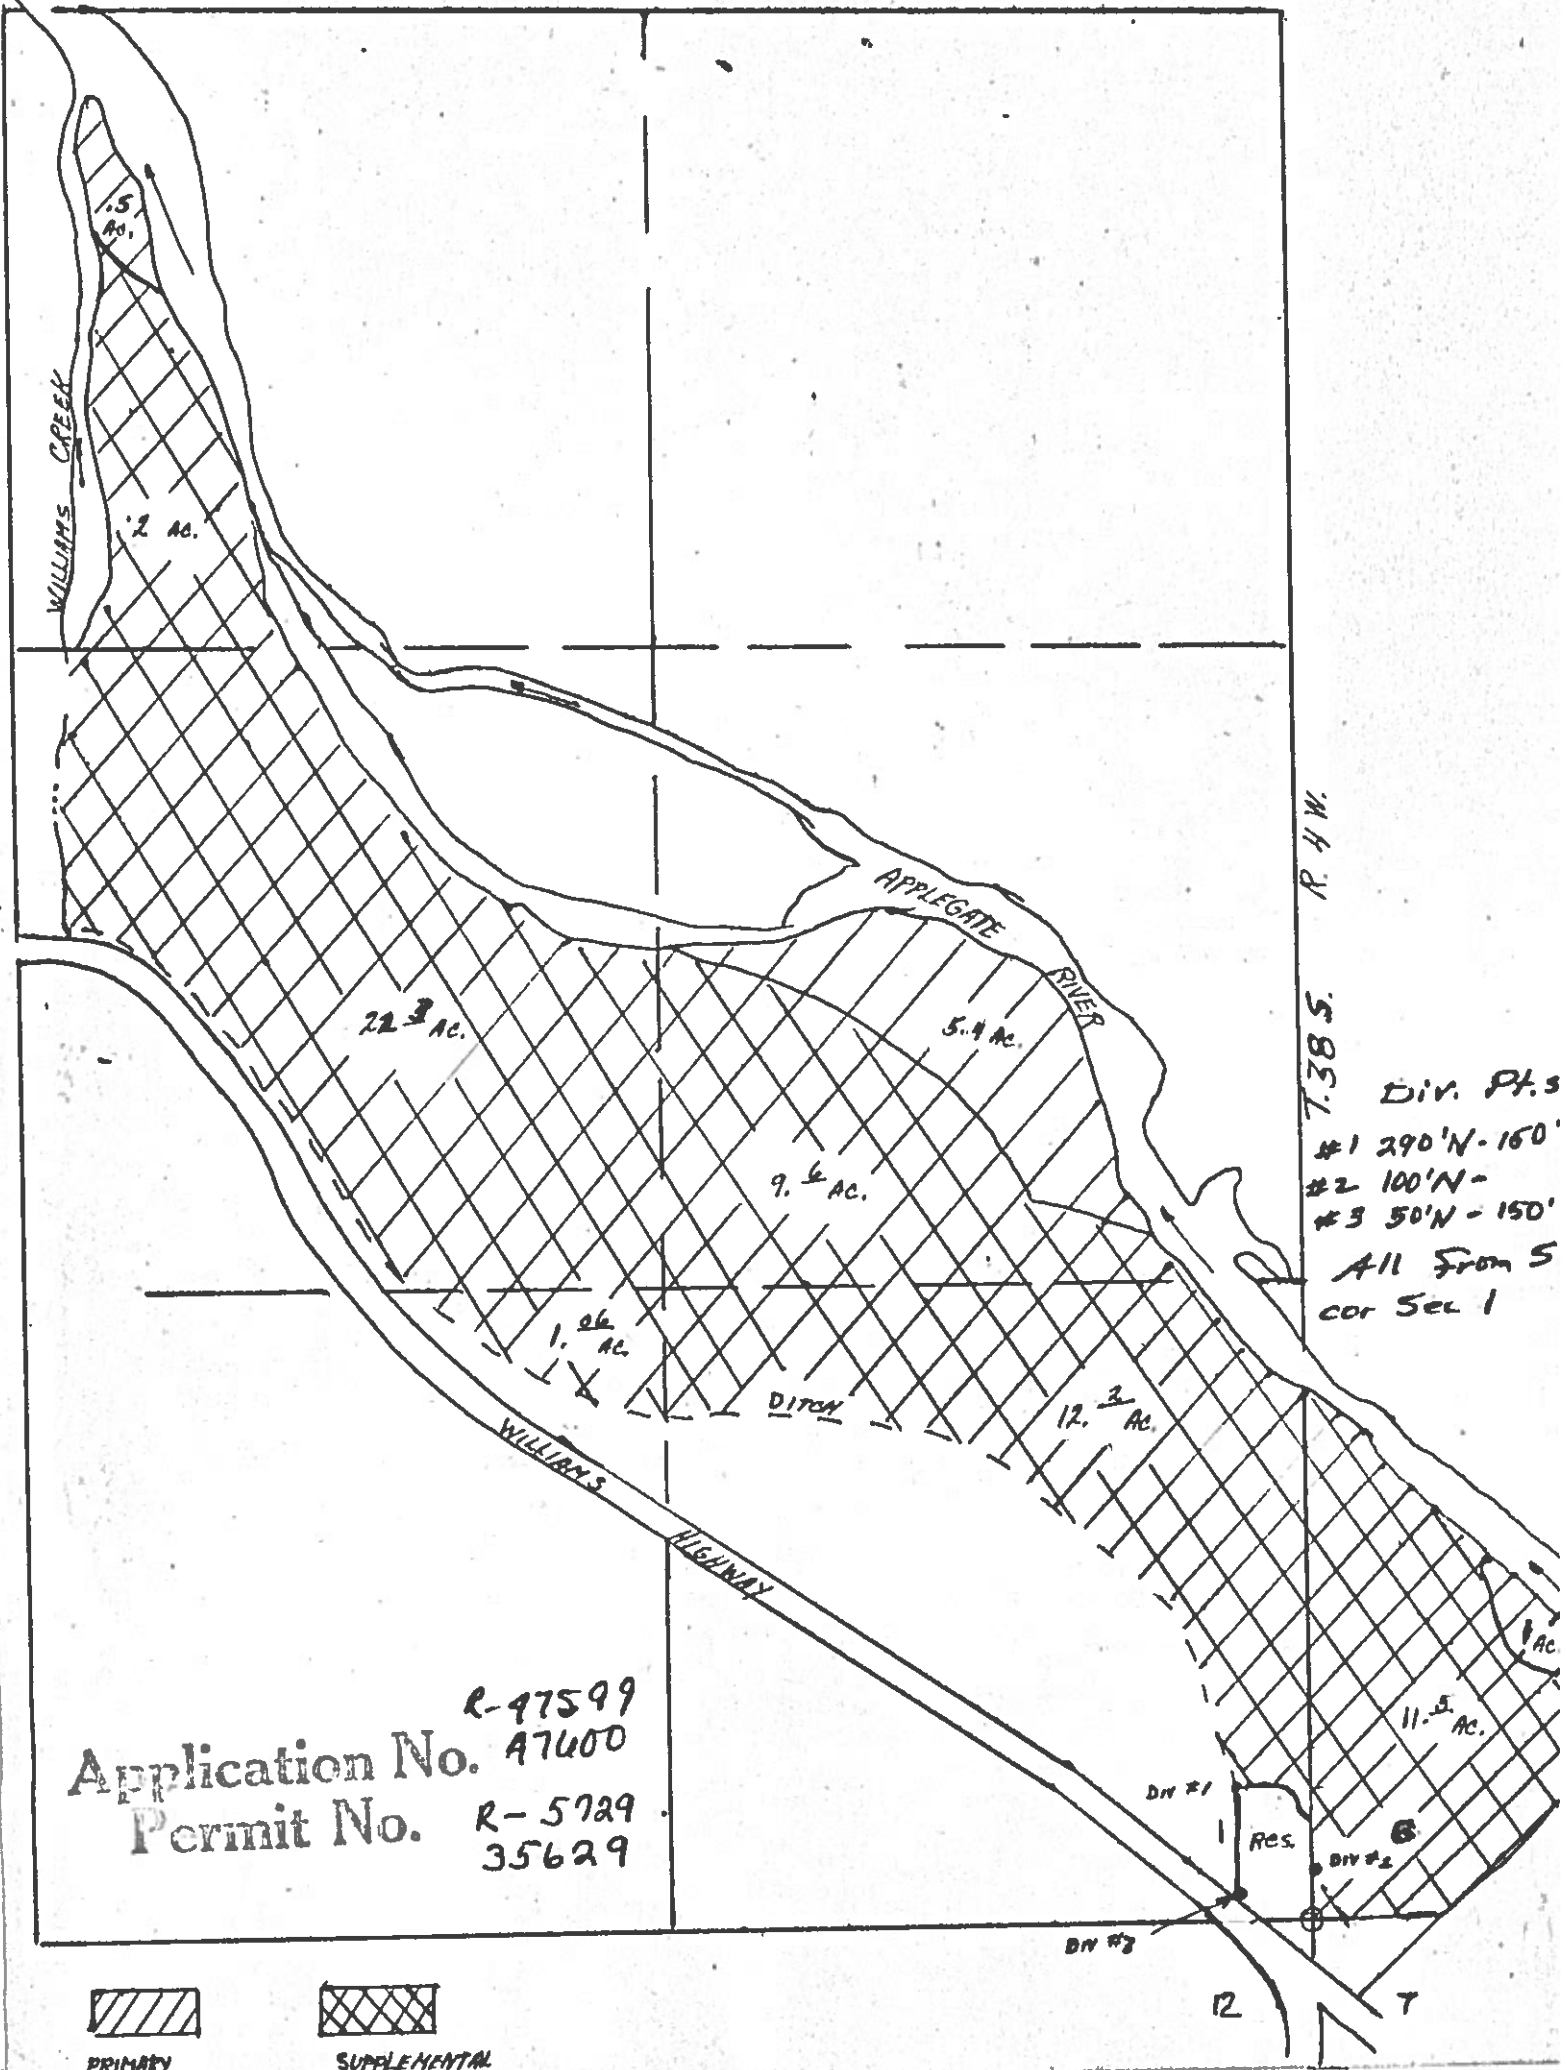 .5
Ac.
WILLIAMS CREEK
.2 Ac.
R. 4 W.
APPLEGATE
RIVER
T. 38 S.
5.4 Ac.
Ac.
Div. Pt.s
#1 290'N - 160'
#2 100'N -
#3 50'N - 150'
All From S
cor Sec 1
9.6 Ac.
1.06
Ac.
DITCH
12.2
Ac.
WILLIAMS
HIGHWAY
1 Ac.
11.5
Ac.
R-47599
Application No. 47600
Permit No. R-5729
35629
Div #1
Res.
6
Div #2
Div #3
12
7
PRIMARY
SUPPLEMENTAL